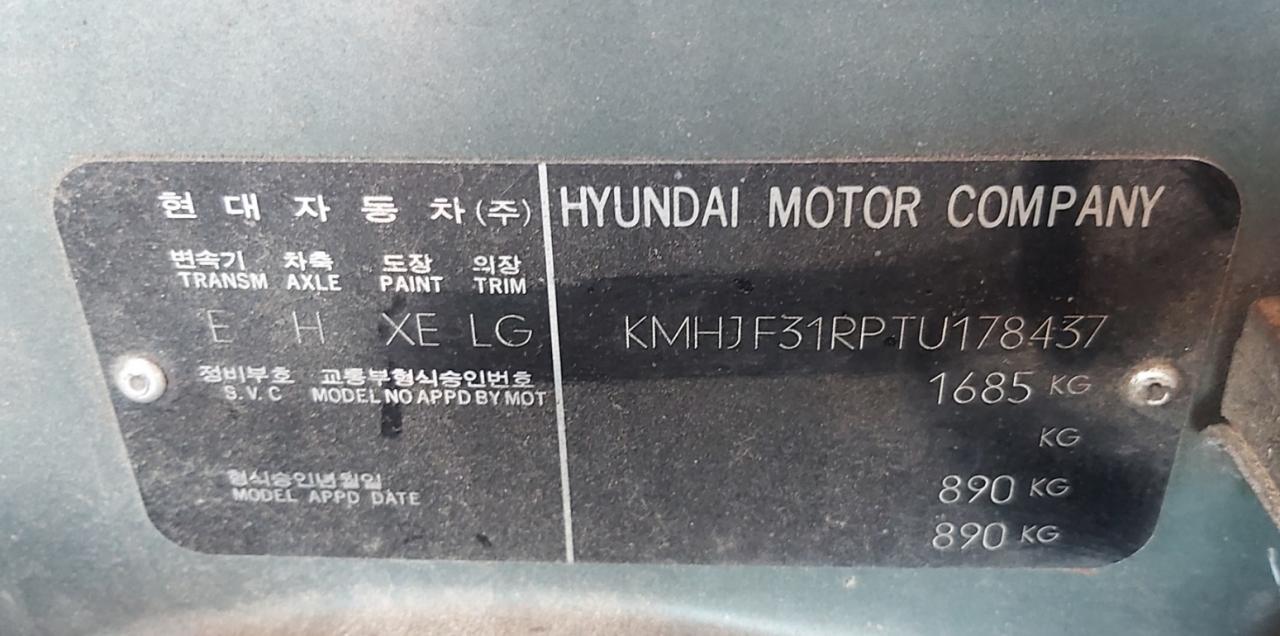 현대자동차(주) HYUNDAI MOTOR COMPANY
변속기 차축 도장 의장
TRANSM AXLE PAINT TRIM
E H XE LG KMHJF31RPTU178437
정비부호 교통부형식승인번호
S.V.C MODEL NO APPD BY MOT
1685 KG
KG
형식승인년월일
MODEL APPD DATE
890 KG
890 KG